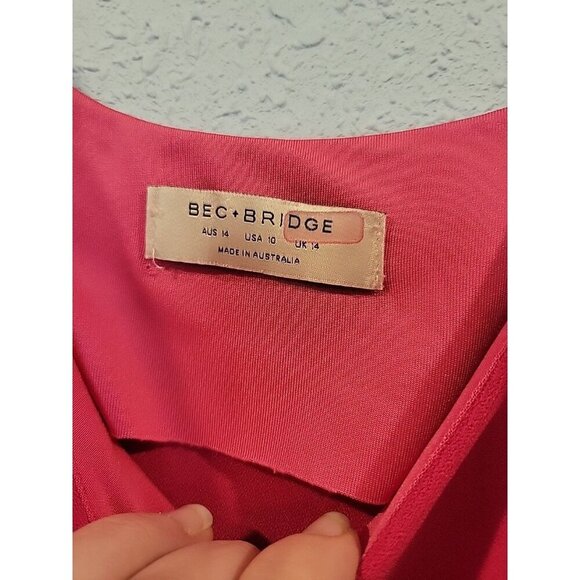 BEC+BRIDGE
AUS 14 USA 10 UK 14
MADE IN AUSTRALIA